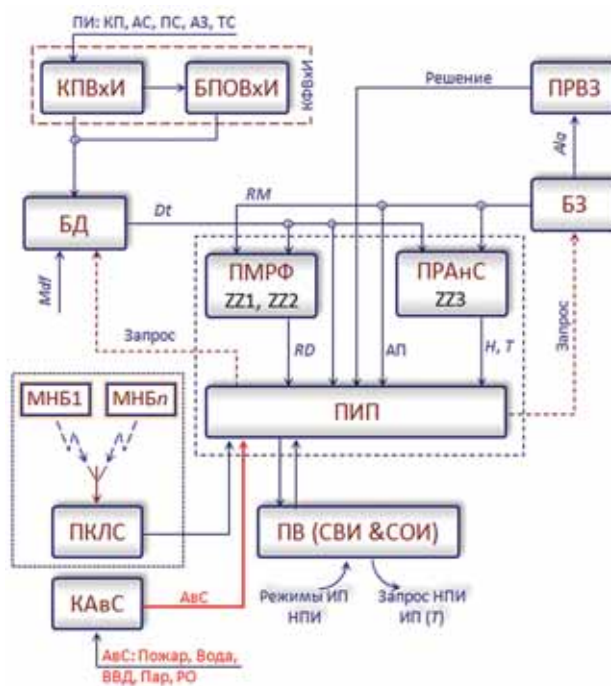 ПИ: КП, АС, ПС, АЗ, ТС
КПВхИ
БПОВхИ
КФВхИ
Решение
ПРВЗ
Ala
БЗ
БД
Dt
RM
Mdf
ПМРФ
ZZ1, ZZ2
ПРАнС
ZZ3
Запрос
Запрос
RD
АП
Н, Т
МНБ1
МНБn
ПИП
ПКЛС
ПВ (СВИ &СОИ)
КАвС
АвС
Режимы ИП
НПИ
Запрос НПИ
ИП (Т)
АвС: Пожар, Вода,
ВВД, Пар, РО